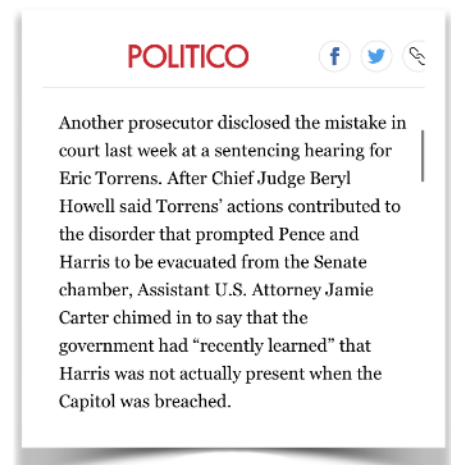 POLITICO
Another prosecutor disclosed the mistake in
court last week at a sentencing hearing for
Eric Torrens. After Chief Judge Beryl
Howell said Torrens’ actions contributed to
the disorder that prompted Pence and
Harris to be evacuated from the Senate
chamber, Assistant U.S. Attorney Jamie
Carter chimed in to say that the
government had “recently learned” that
Harris was not actually present when the
Capitol was breached.